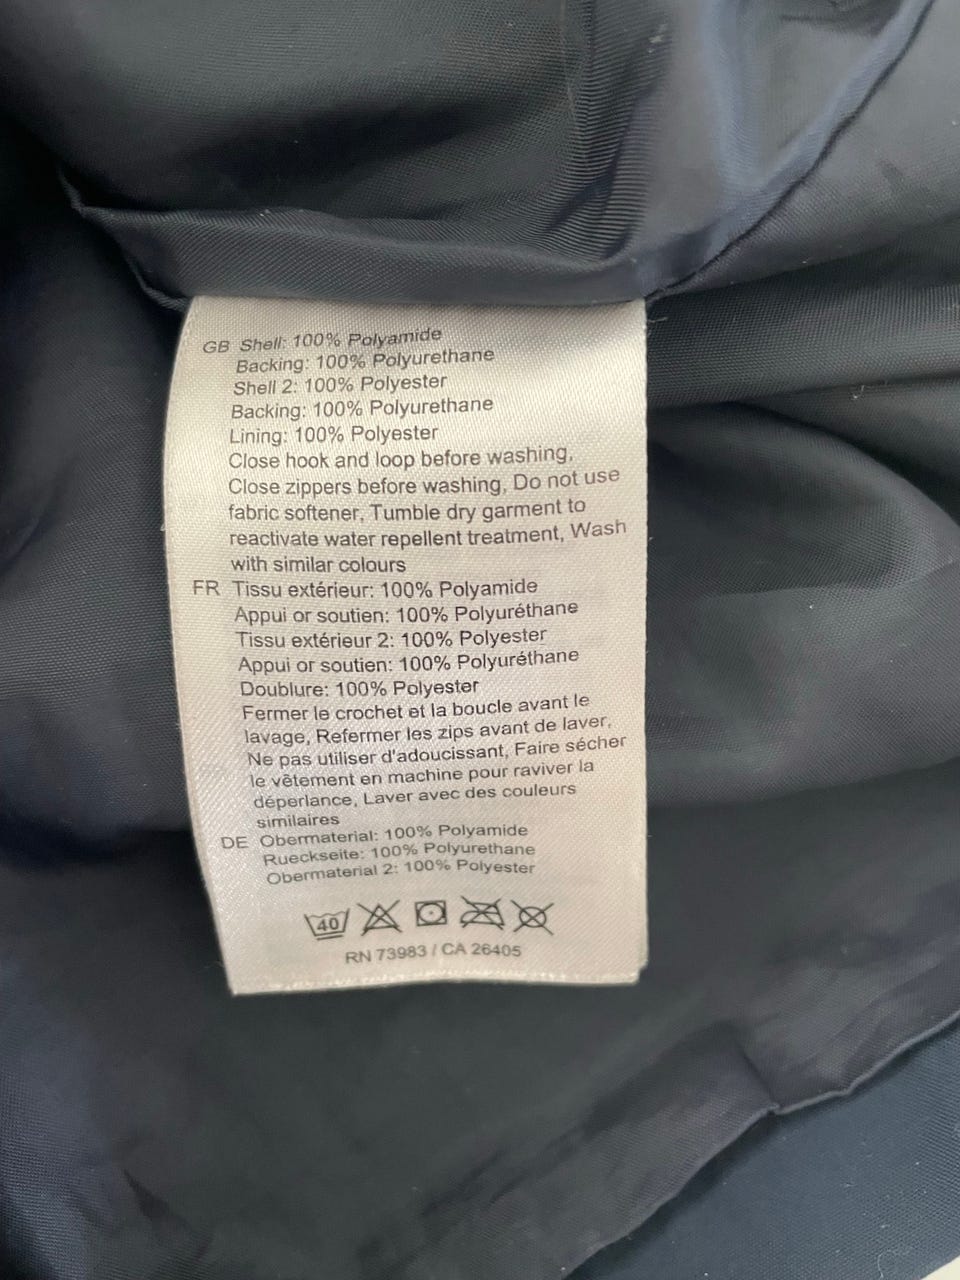 GB Shell: 100% Polyamide
Backing: 100% Polyurethane
Shell 2: 100% Polyester
Backing: 100% Polyurethane
Lining: 100% Polyester
Close hook and loop before washing,
Close zippers before washing, Do not use
fabric softener, Tumble dry garment to
reactivate water repellent treatment, Wash
with similar colours
FR Tissu extérieur: 100% Polyamide
Appui or soutien: 100% Polyuréthane
Tissu extérieur 2: 100% Polyester
Appui or soutien: 100% Polyuréthane
Doublure: 100% Polyester
Fermer le crochet et la boucle avant le
lavage, Refermer les zips avant de laver,
Ne pas utiliser d'adoucissant, Faire sécher
le vêtement en machine pour raviver la
déperlance, Laver avec des couleurs
similaires
DE Obermaterial: 100% Polyamide
Rueckseite: 100% Polyurethane
Obermaterial 2: 100% Polyester
40
RN 73983 / CA 26405